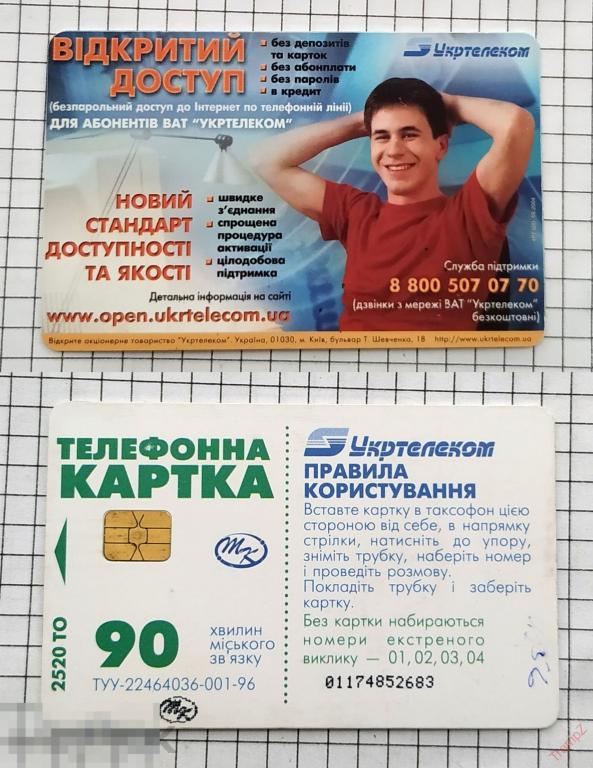 ВІДКРИТИЙ
ДОСТУП
без депозитів
та карток
без абонплати
без паролів
в кредит
Укртелеком
(безпарольний доступ до Інтернет по телефонній лінії)
ДЛЯ АБОНЕНТІВ ВАТ "УКРТЕЛЕКОМ"
НОВИЙ
СТАНДАРТ
ДОСТУПНОСТІ
ТА ЯКОСТІ
швидке
з'єднання
спрощена
процедура
активації
цілодобова
підтримка
Служба підтримки
8 800 507 07 70
(дзвінки з мережі ВАТ "Укртелеком"
безкоштовні)
Детальна інформація на сайті
www.open.ukrtelecom.ua
Відкрите акціонерне товариство "Укртелеком". Україна, 01030, м. Київ, бульвар Т. Шевченка, 18 http://www.ukrtelecom.ua
ТЕЛЕФОННА
КАРТКА
МК
2520 ТО
90
хвилин
міського
зв'язку
ТУУ-22464036-001-96
МК
Укртелеком
ПРАВИЛА
КОРИСТУВАННЯ
Вставте картку в таксофон цією
стороною від себе, в напрямку
стрілки, натисніть до упору,
зніміть трубку, наберіть номер
і проведіть розмову.
Покладіть трубку і заберіть
картку.
Без картки набираються
номери екстреного
виклику — 01, 02, 03, 04
01174852683